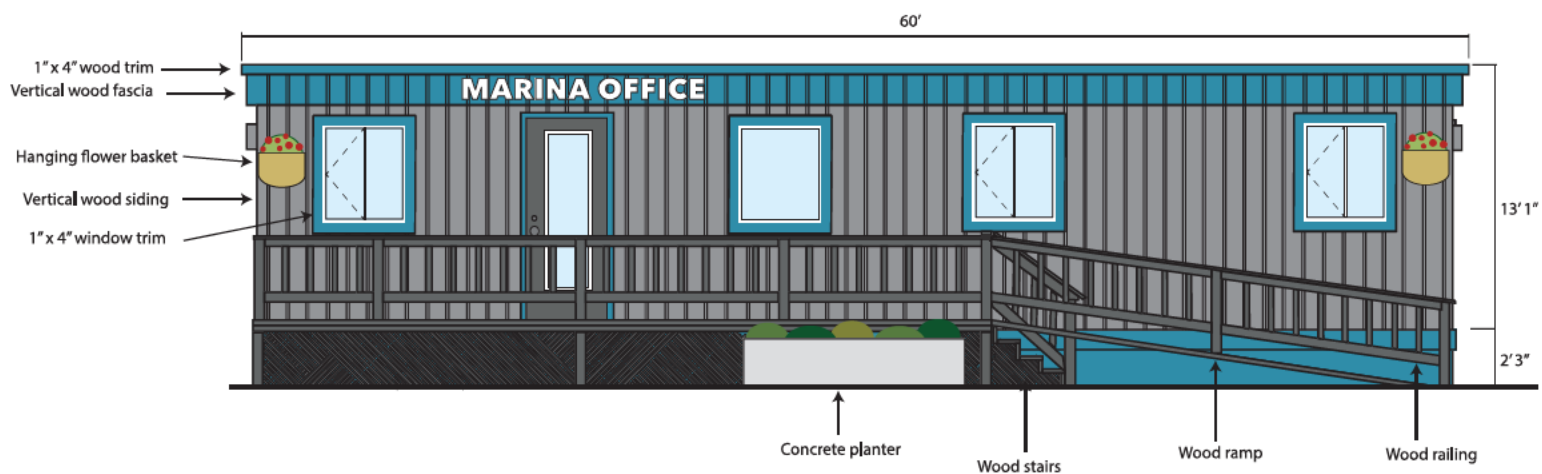 60′
1″ x 4″ wood trim
Vertical wood fascia
MARINA OFFICE
Hanging flower basket
Vertical wood siding
1″ x 4″ window trim
13′ 1″
2′ 3″
Concrete planter
Wood stairs
Wood ramp
Wood railing